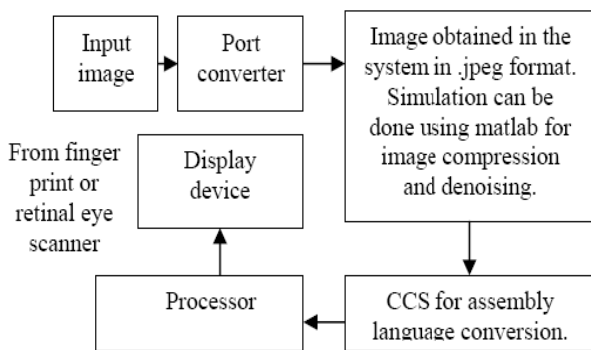 Input
image
Port
converter
Image obtained in the
system in .jpeg format.
Simulation can be
done using matlab for
image compression
and denoising.
From finger
print or
retinal eye
scanner
Display
device
Processor
CCS for assembly
language conversion.